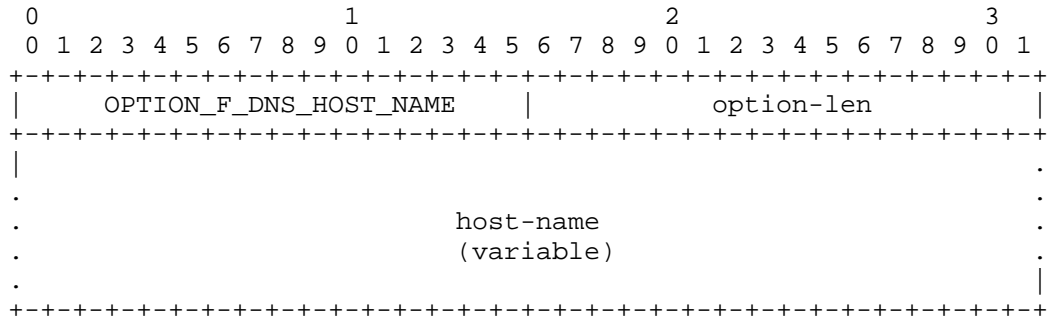 0                   1                   2                   3
 0 1 2 3 4 5 6 7 8 9 0 1 2 3 4 5 6 7 8 9 0 1 2 3 4 5 6 7 8 9 0 1
+-+-+-+-+-+-+-+-+-+-+-+-+-+-+-+-+-+-+-+-+-+-+-+-+-+-+-+-+-+-+-+-+
|     OPTION_F_DNS_HOST_NAME    |           option-len          |
+-+-+-+-+-+-+-+-+-+-+-+-+-+-+-+-+-+-+-+-+-+-+-+-+-+-+-+-+-+-+-+-+
|                                                               .
.                                                               .
.                           host-name                           .
.                           (variable)                          .
.                                                               |
+-+-+-+-+-+-+-+-+-+-+-+-+-+-+-+-+-+-+-+-+-+-+-+-+-+-+-+-+-+-+-+-+